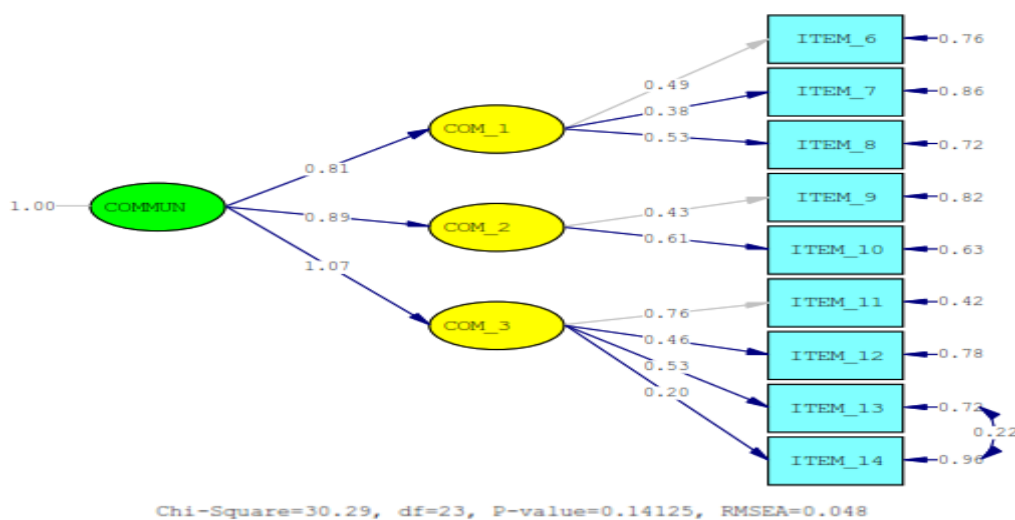 ITEM_6
0.76
0.49
ITEM_7
0.86
0.38
COM_1
ITEM_8
0.72
0.53
0.81
ITEM_9
0.82
0.43
1.00
COMMUN
0.89
COM_2
ITEM_10
0.63
0.61
1.07
ITEM_11
0.42
0.76
COM_3
ITEM_12
0.78
0.46
0.53
ITEM_13
0.72
0.20
0.22
ITEM_14
0.96
Chi-Square=30.29, df=23, P-value=0.14125, RMSEA=0.048